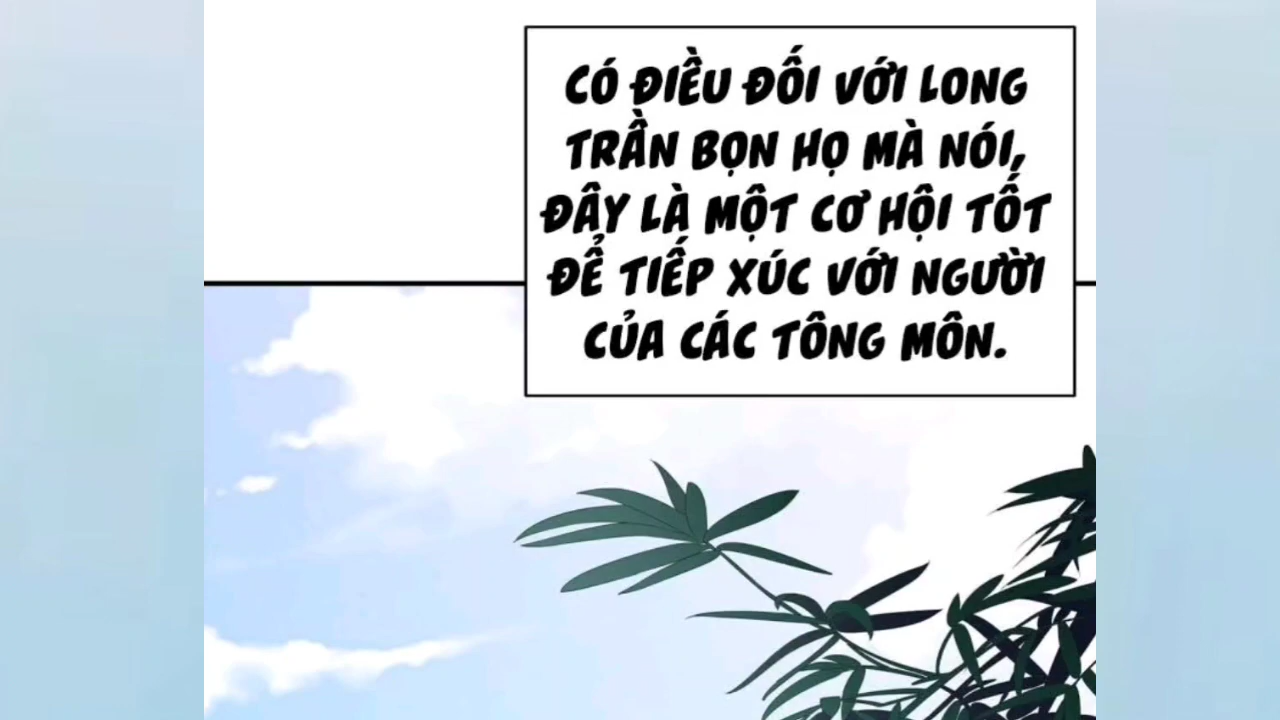 CÓ ĐIỀU ĐỐI VỚI LONG
TRẦN BỌN HỌ MÀ NÓI,
ĐÂY LÀ MỘT CƠ HỘI TỐT
ĐỂ TIẾP XÚC VỚI NGƯỜI
CỦA CÁC TÔNG MÔN.